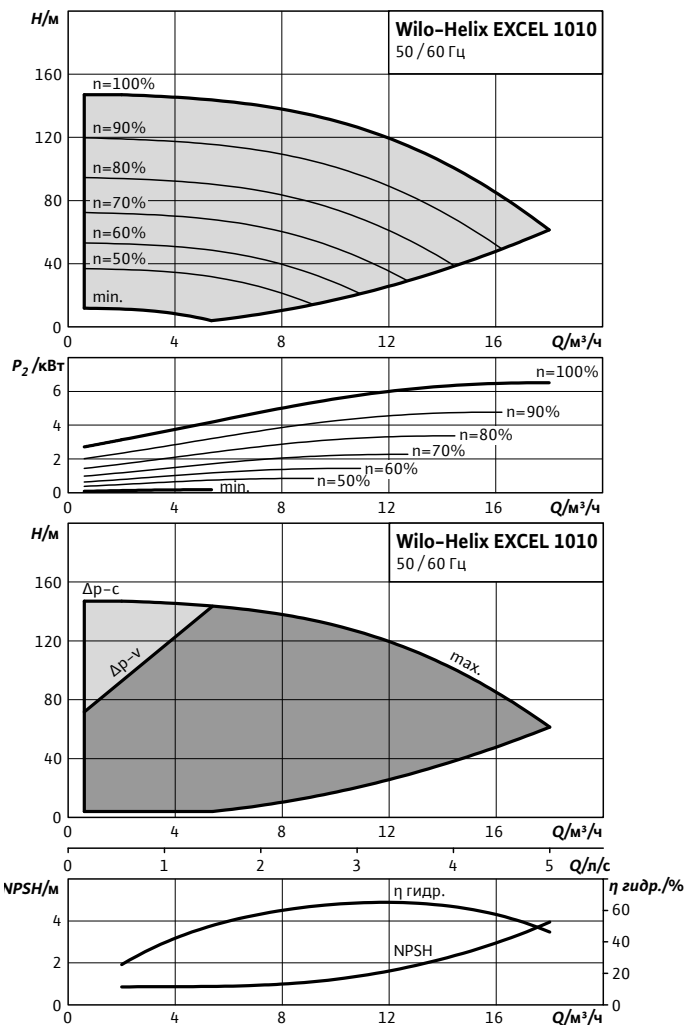 H/м
Wilo-Helix EXCEL 1010
50 / 60 Гц
160
n=100%
n=90%
120
n=80%
80
n=70%
n=60%
n=50%
40
min.
0
0 4 8 12 16 Q/м³/ч
P2 /кВт
n=100%
6
n=90%
4
n=80%
n=70%
2
n=60%
n=50%
min.
0
0 4 8 12 16 Q/м³/ч
H/м
Wilo-Helix EXCEL 1010
50 / 60 Гц
160
Δp-c
120
Δp-v
max.
80
40
0
0 4 8 12 16 Q/м³/ч
0 1 2 3 4 5 Q/л/с
NPSH/м
η гидр./%
η гидр.
60
4
40
NPSH
2
20
0
0
0 4 8 12 16 Q/м³/ч